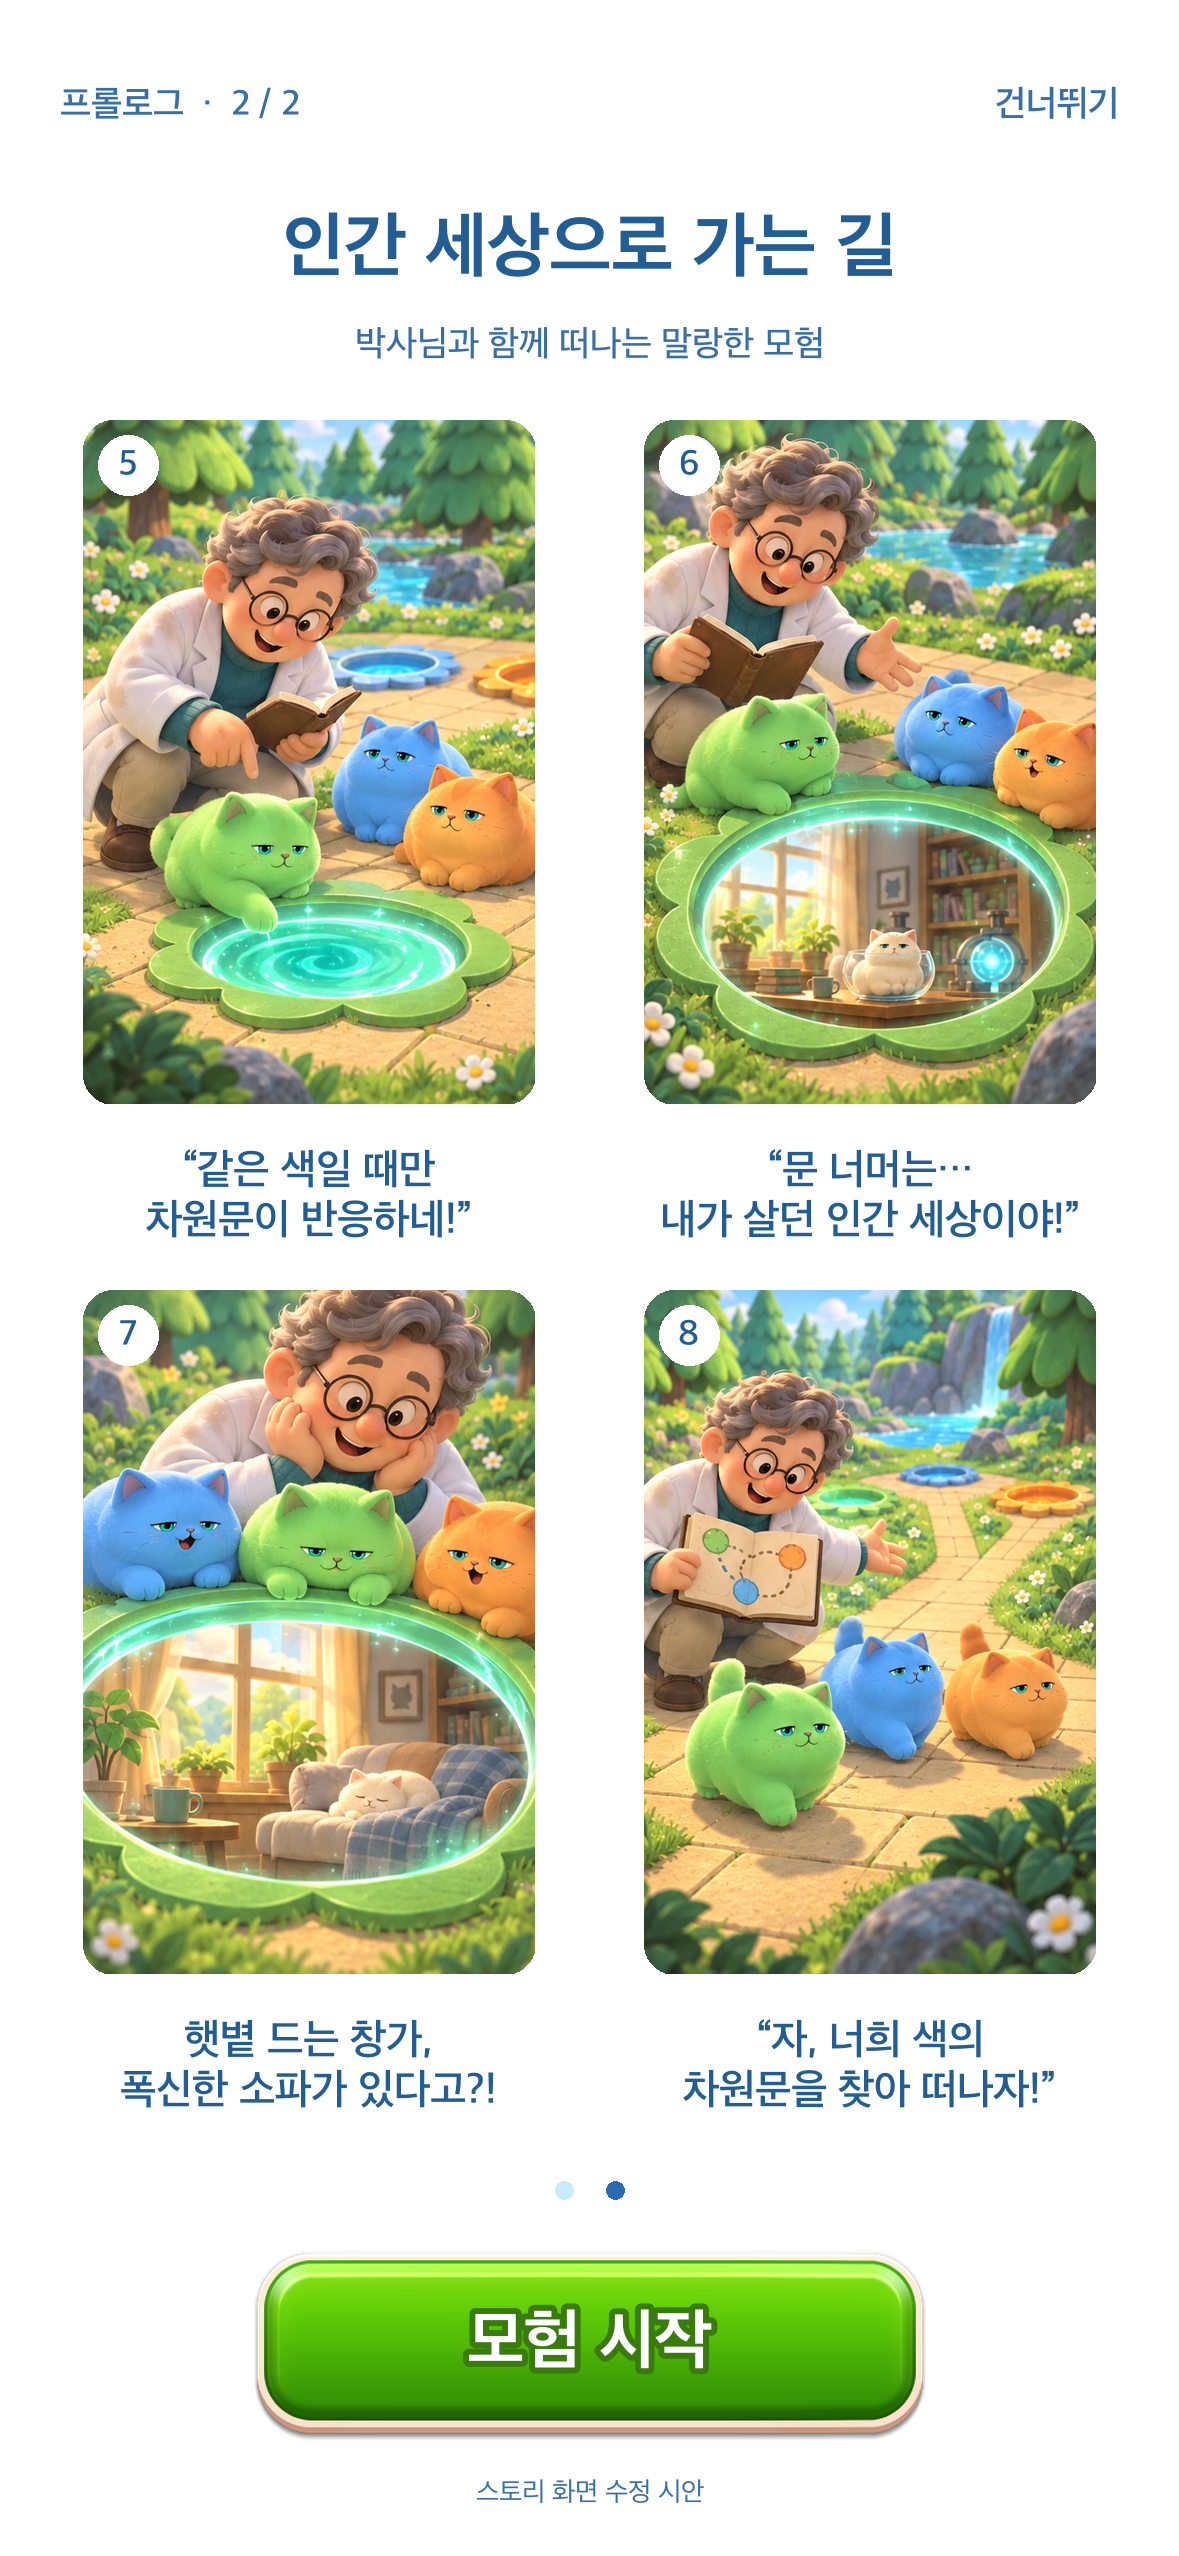 프롤로그 · 2 / 2
건너뛰기
인간 세상으로 가는 길
박사님과 함께 떠나는 말랑한 모험
5
6
“같은 색일 때만
차원문이 반응하네!”
“문 너머는…
내가 살던 인간 세상이야!”
7
8
햇볕 드는 창가,
폭신한 소파가 있다고?!
“자, 너희 색의
차원문을 찾아 떠나자!”
모험 시작
스토리 화면 수정 시안